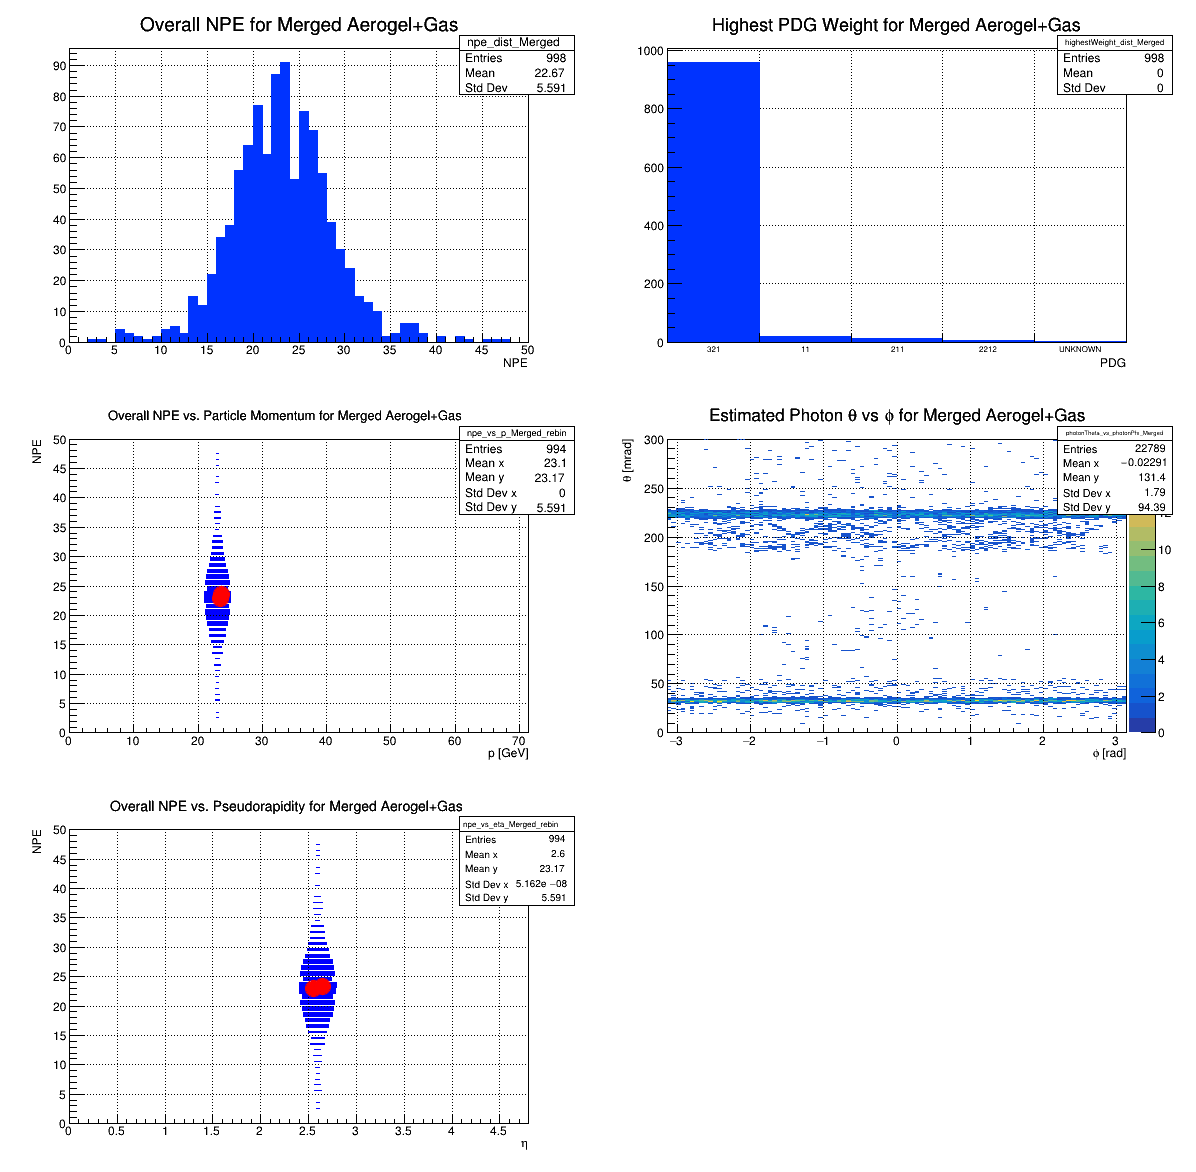 Overall NPE for Merged Aerogel+Gas
npe_dist_Merged
Entries 998
Mean 22.67
Std Dev 5.591
90
80
70
60
50
40
30
20
10
0
0 5 10 15 20 25 30 35 40 45 50
NPE
Highest PDG Weight for Merged Aerogel+Gas
highestWeight_dist_Merged
Entries 998
Mean 0
Std Dev 0
1000
800
600
400
200
0
321 11 211 2212 UNKNOWN
PDG
Overall NPE vs. Particle Momentum for Merged Aerogel+Gas
npe_vs_p_Merged_rebin
Entries 994
Mean x 23.1
Mean y 23.17
Std Dev x 0
Std Dev y 5.591
NPE
50
45
40
35
30
25
20
15
10
5
0
0 10 20 30 40 50 60 70
p [GeV]
Estimated Photon θ vs ϕ for Merged Aerogel+Gas
photonTheta_vs_photonPhi_Merged
Entries 22789
Mean x −0.02291
Mean y 131.4
Std Dev x 1.79
Std Dev y 94.39
θ [mrad]
300
250
200
150
100
50
0
−3 −2 −1 0 1 2 3
ϕ [rad]
12
10
8
6
4
2
0
Overall NPE vs. Pseudorapidity for Merged Aerogel+Gas
npe_vs_eta_Merged_rebin
Entries 994
Mean x 2.6
Mean y 23.17
Std Dev x 5.162e −08
Std Dev y 5.591
NPE
50
45
40
35
30
25
20
15
10
5
0
0 0.5 1 1.5 2 2.5 3 3.5 4 4.5
η